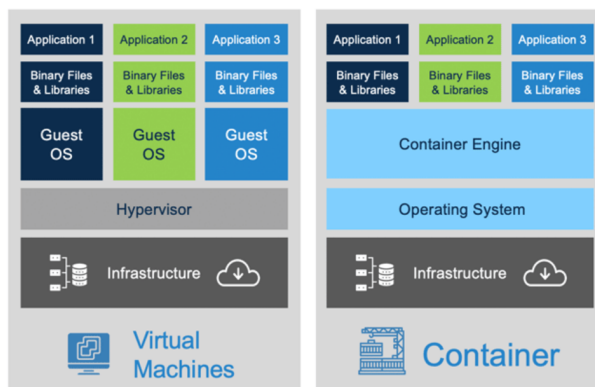 Application 1
Application 2
Application 3
Binary Files
& Libraries
Binary Files
& Libraries
Binary Files
& Libraries
Guest
OS
Guest
OS
Guest
OS
Hypervisor
Infrastructure
Virtual
Machines
Application 1
Application 2
Application 3
Binary Files
& Libraries
Binary Files
& Libraries
Binary Files
& Libraries
Container Engine
Operating System
Infrastructure
Container